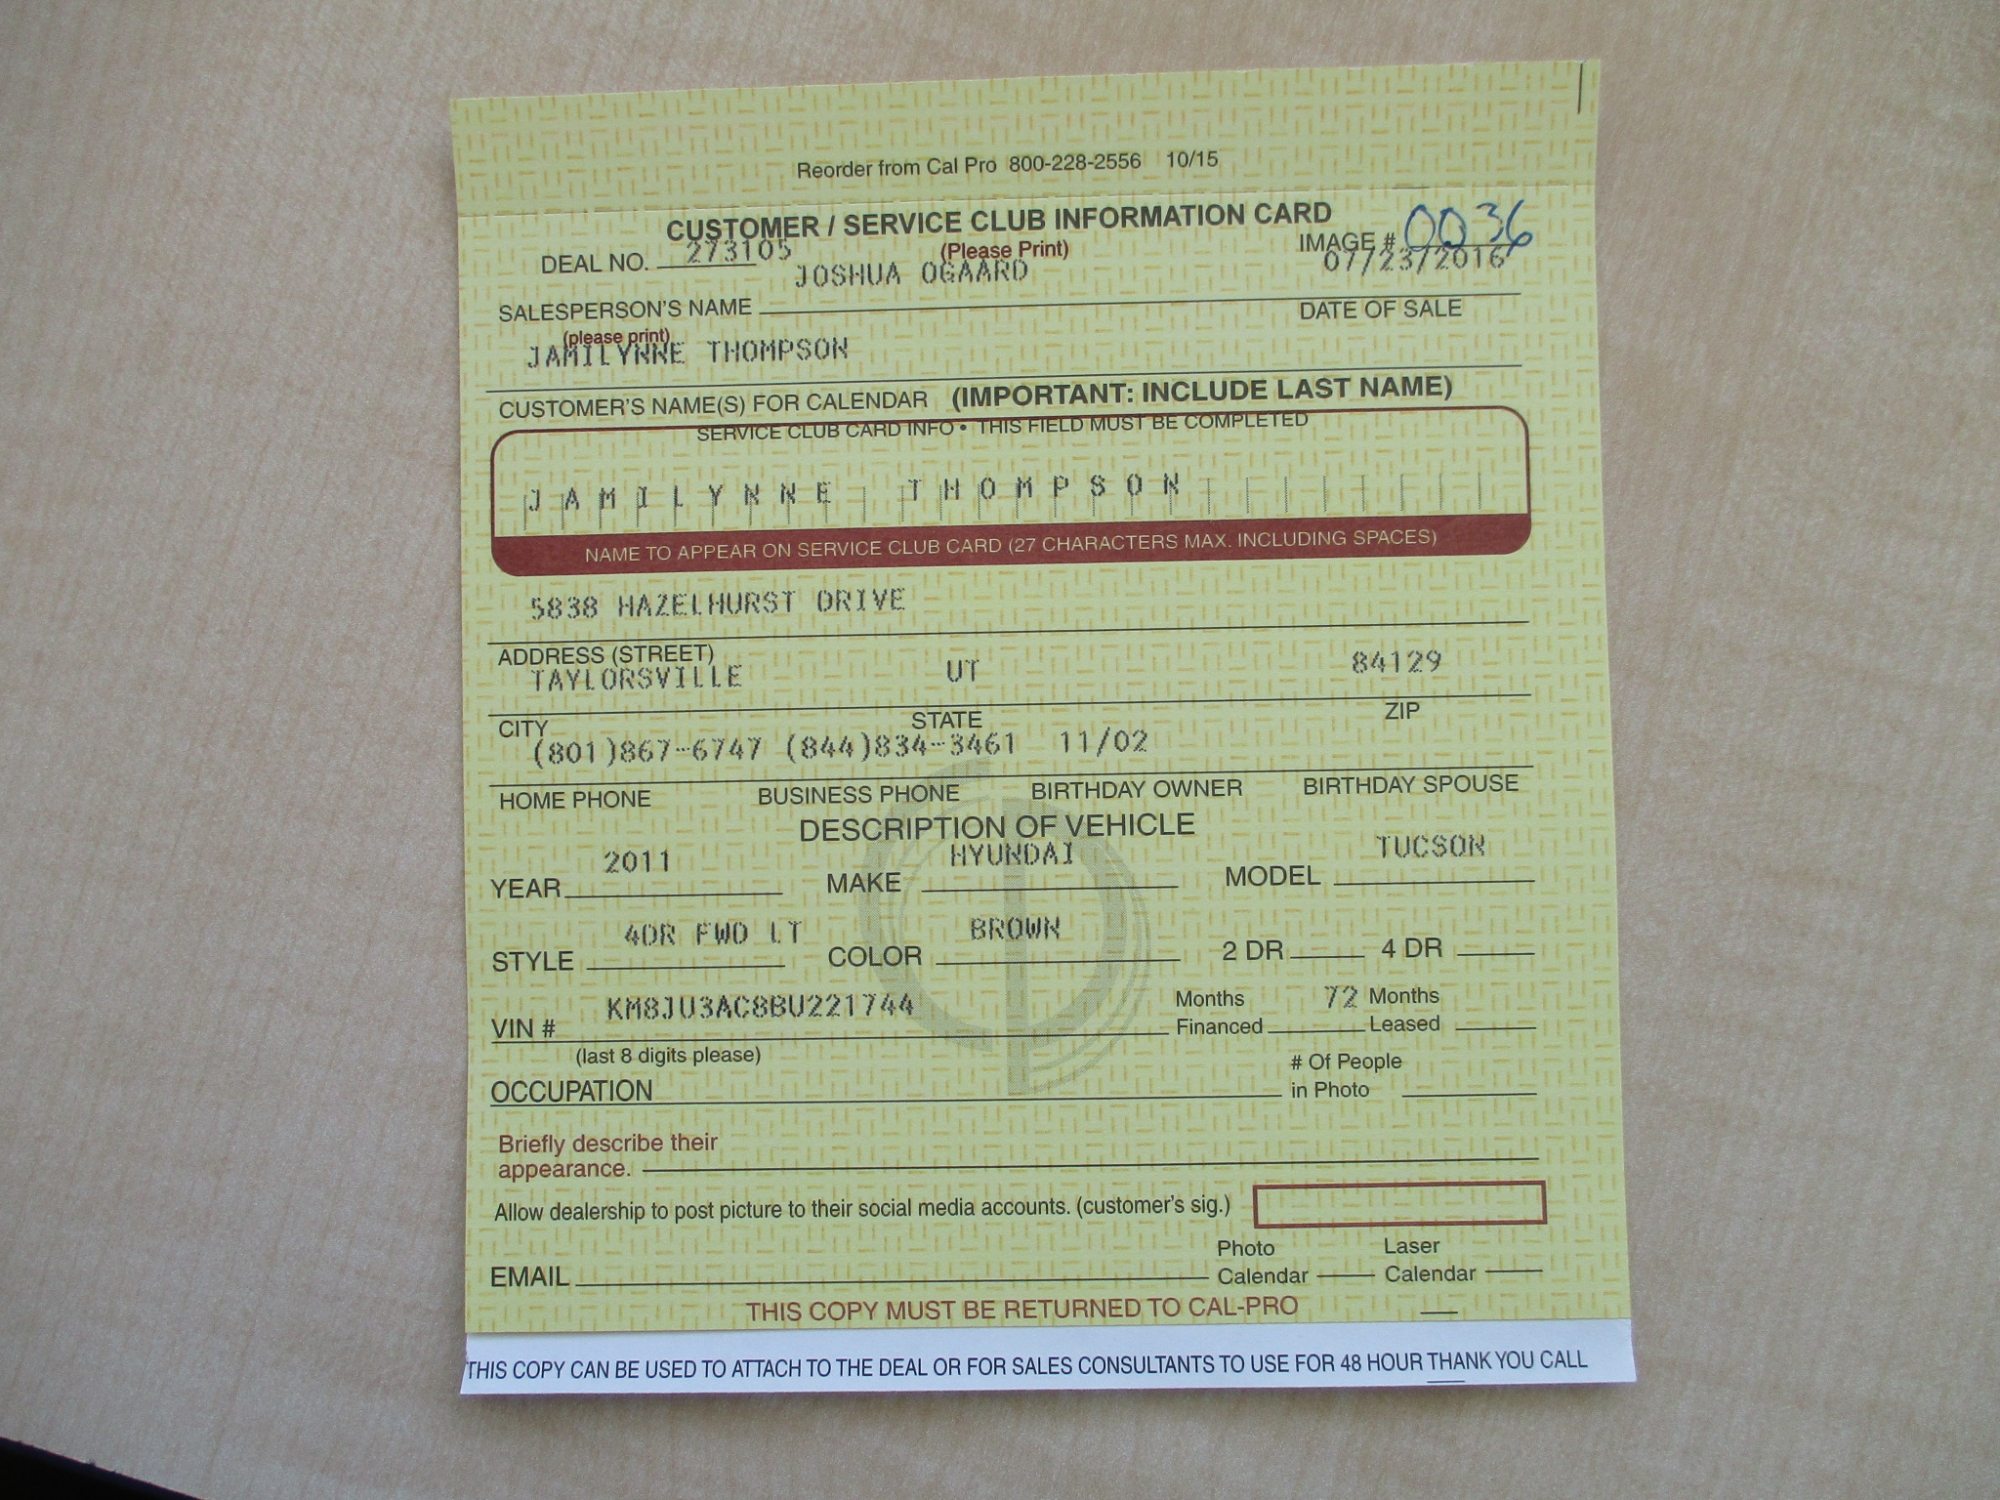 Reorder from Cal Pro 800-228-2556 10/15
CUSTOMER / SERVICE CLUB INFORMATION CARD
DEAL NO. 273105 (Please Print) IMAGE # 0036
JOSHUA OGAARD 07/23/2016
SALESPERSON'S NAME DATE OF SALE
(please print)
JAMILYNNE THOMPSON
CUSTOMER'S NAME(S) FOR CALENDAR (IMPORTANT: INCLUDE LAST NAME)
SERVICE CLUB CARD INFO • THIS FIELD MUST BE COMPLETED
JAMILYNNE THOMPSON
NAME TO APPEAR ON SERVICE CLUB CARD (27 CHARACTERS MAX. INCLUDING SPACES)
5838 HAZELHURST DRIVE
ADDRESS (STREET)
TAYLORSVILLE UT 84129
CITY STATE ZIP
(801)867-6747 (844)834-3461 11/02
HOME PHONE BUSINESS PHONE BIRTHDAY OWNER BIRTHDAY SPOUSE
DESCRIPTION OF VEHICLE
2011 HYUNDAI TUCSON
YEAR MAKE MODEL
4DR FWD LT BROWN
STYLE COLOR 2 DR 4 DR
KM8JU3AC8BU221744 Months 72 Months
VIN # Financed Leased
(last 8 digits please) # Of People
OCCUPATION in Photo
Briefly describe their
appearance.
Allow dealership to post picture to their social media accounts. (customer's sig.)
Photo Laser
EMAIL Calendar Calendar
THIS COPY MUST BE RETURNED TO CAL-PRO
THIS COPY CAN BE USED TO ATTACH TO THE DEAL OR FOR SALES CONSULTANTS TO USE FOR 48 HOUR THANK YOU CALL